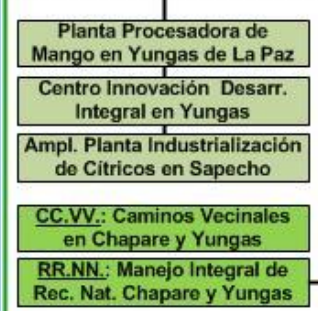 Planta Procesadora de
Mango en Yungas de La Paz
Centro Innovación Desarr.
Integral en Yungas
Ampl. Planta Industrialización
de Cítricos en Sapecho
CC.VV.: Caminos Vecinales
en Chapare y Yungas
RR.NN.: Manejo Integral de
Rec. Nat. Chapare y Yungas